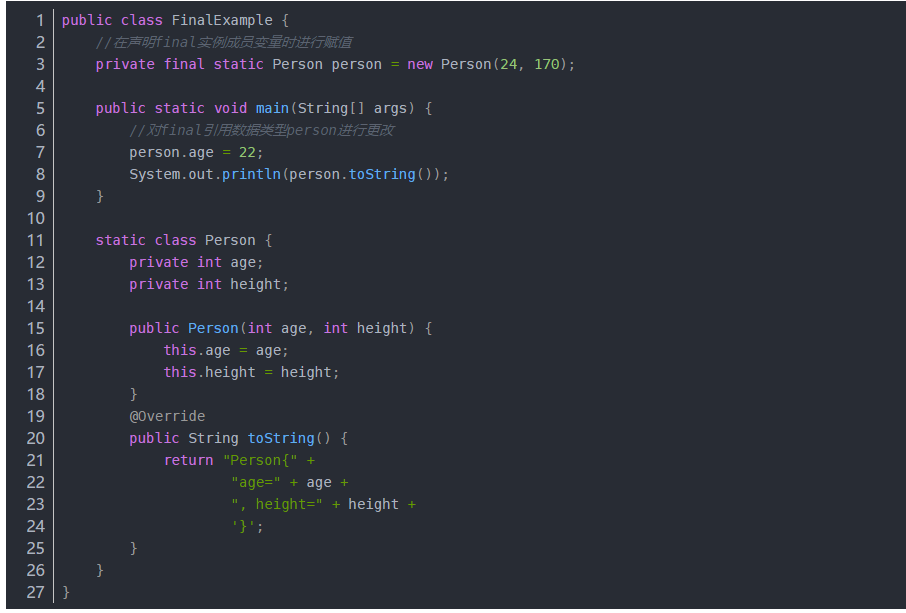 1 public class FinalExample {
2     //在声明final实例成员变量时进行赋值
3     private final static Person person = new Person(24, 170);
4
5     public static void main(String[] args) {
6         //对final引用数据类型person进行更改
7         person.age = 22;
8         System.out.println(person.toString());
9     }
10
11     static class Person {
12         private int age;
13         private int height;
14
15         public Person(int age, int height) {
16             this.age = age;
17             this.height = height;
18         }
19         @Override
20         public String toString() {
21             return "Person{" +
22                     "age=" + age +
23                     ", height=" + height +
24                     '}';
25         }
26     }
27 }